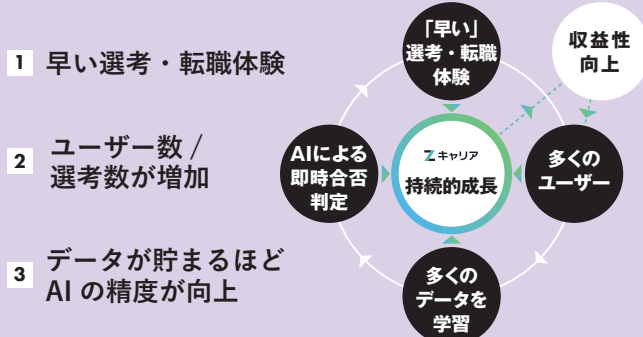 1 早い選考・転職体験
2 ユーザー数 /
選考数が増加
3 データが貯まるほど
AI の精度が向上
「早い」
選考・転職
体験
収益性
向上
AIによる
即時合否
判定
Zキャリア
持続的成長
多くの
ユーザー
多くの
データを
学習